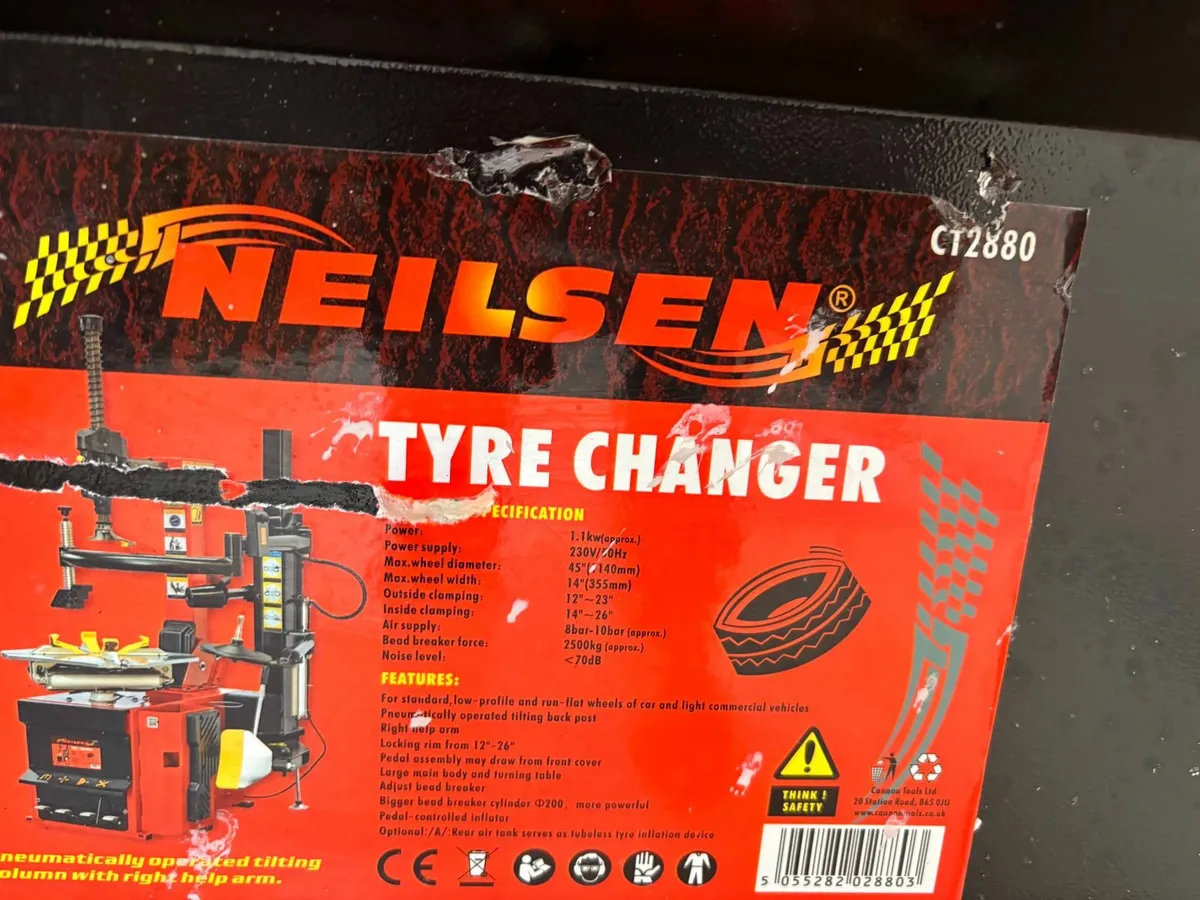 CT2880
NEILSEN®
TYRE CHANGER
PECIFICATION
Power: 1.1kw(approx.)
Power supply: 230V/50Hz
Max.wheel diameter: 45"(1140mm)
Max.wheel width: 14"(355mm)
Outside clamping: 12"~23"
Inside clamping: 14"~26"
Air supply: 8bar-10bar (approx.)
Bead breaker force: 2500kg (approx.)
Noise level: <70dB
FEATURES:
For standard,low-profile and run-flat wheels of car and light commercial vehicles
Pneumatically operated tilting back post
Right help arm
Locking rim from 12"-26"
Pedal assembly may draw from front cover
Large main body and turning table
Adjust bead breaker
Bigger bead breaker cylinder Φ200, more powerful
Pedal-controlled inflator
Optional:/A/:Rear air tank serves as tubeless tyre inflation device
neumatically operated tilting
olumn with right help arm.
CE
THINK !
SAFETY
Cannon Tools Ltd
20 Station Road, B65 0JU
www.cannontools.co.uk
5 055282 028803